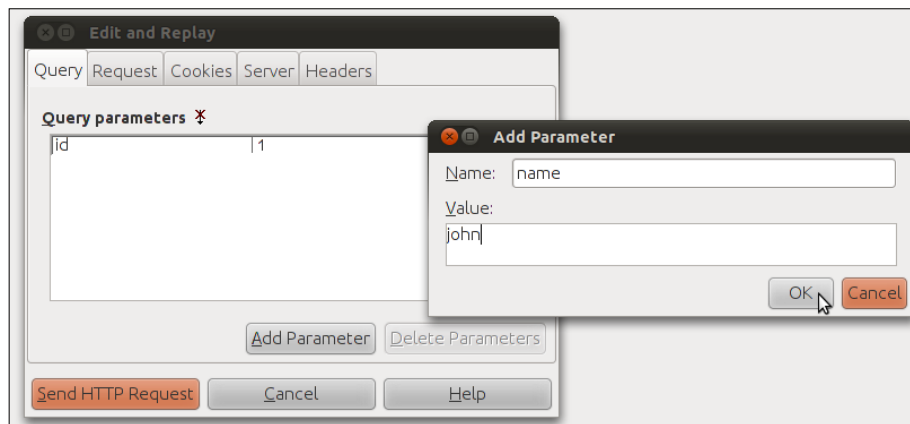 Edit and Replay
Query Request Cookies Server Headers
Query parameters
id 1
Add Parameter Delete Parameters
Send HTTP Request Cancel Help
Add Parameter
Name: name
Value:
john
OK Cancel